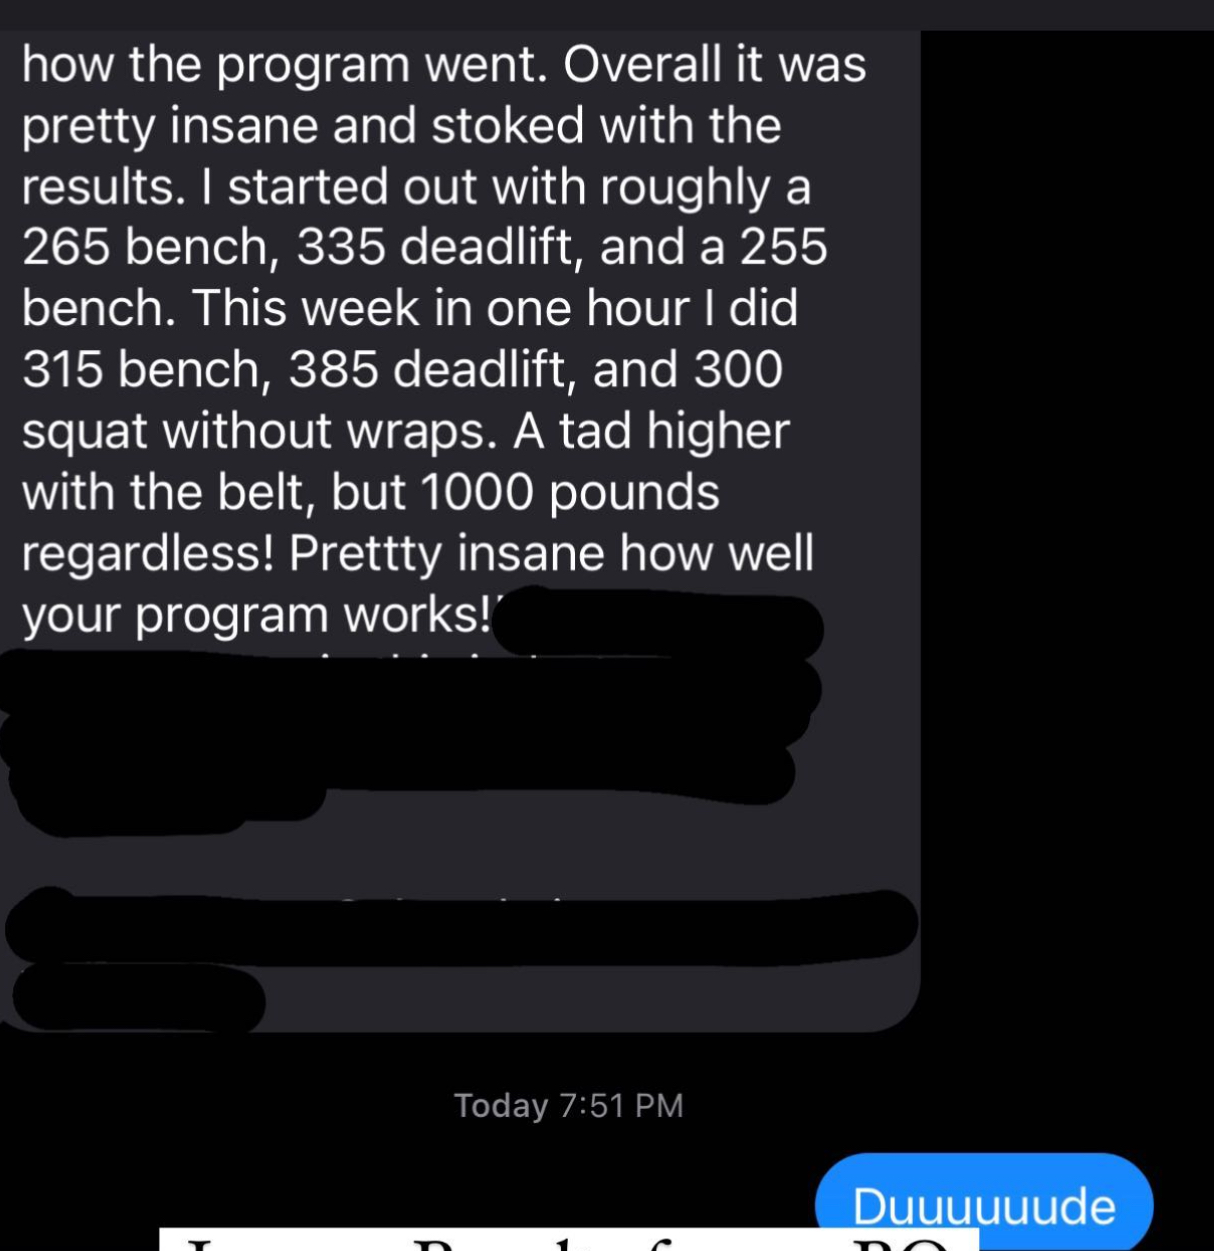 how the program went. Overall it was
pretty insane and stoked with the
results. I started out with roughly a
265 bench, 335 deadlift, and a 255
bench. This week in one hour I did
315 bench, 385 deadlift, and 300
squat without wraps. A tad higher
with the belt, but 1000 pounds
regardless! Prettty insane how well
your program works!
Today 7:51 PM
Duuuuuude